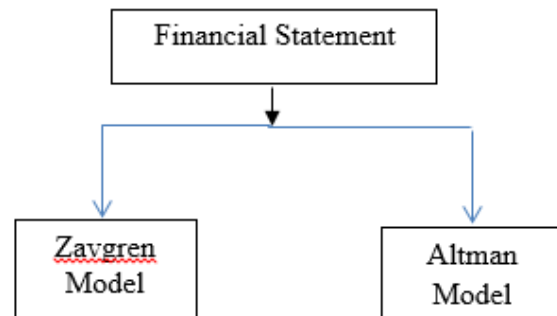 Financial Statement
Zavgren
Model
Altman
Model